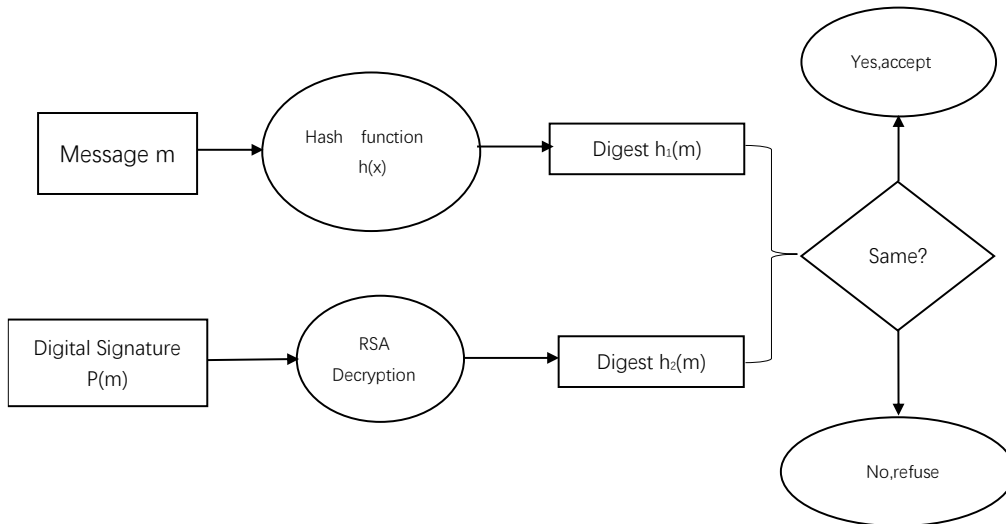 Yes,accept
Hash function
h(x)
Message m
Digest h₁(m)
Same?
Digital Signature
P(m)
RSA
Decryption
Digest h₂(m)
No,refuse